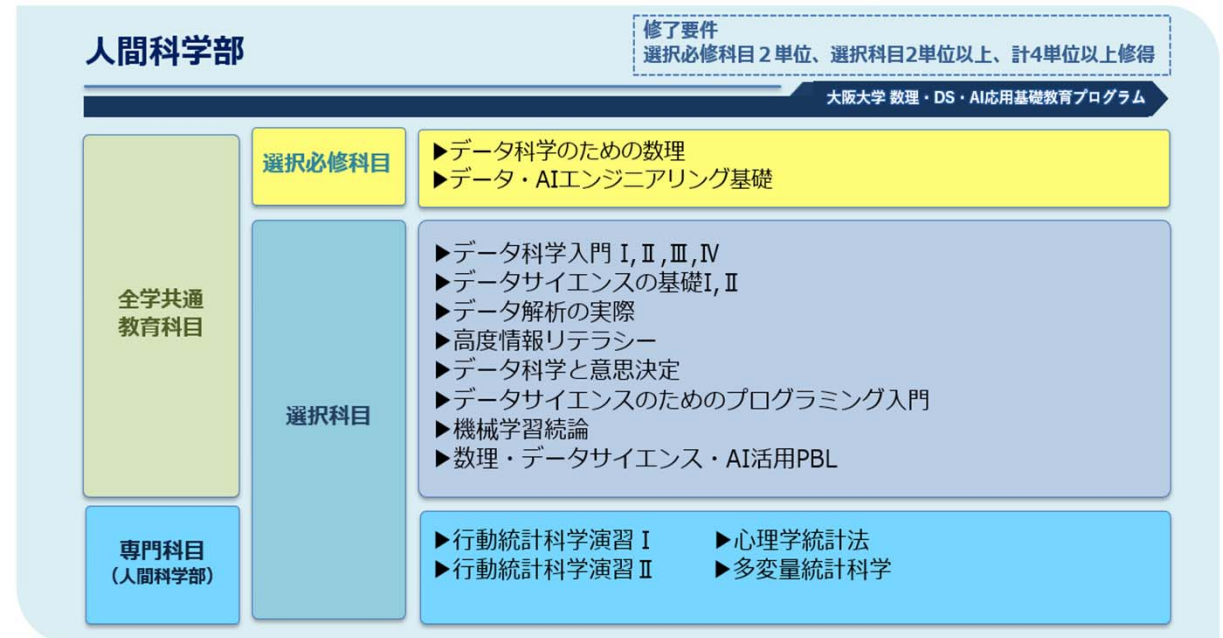 人間科学部
修了要件
選択必修科目２単位、選択科目2単位以上、計4単位以上修得
大阪大学 数理・DS・AI応用基礎教育プログラム
全学共通
教育科目
選択必修科目
▶データ科学のための数理
▶データ・AIエンジニアリング基礎
選択科目
▶データ科学入門Ⅰ,Ⅱ,Ⅲ,Ⅳ
▶データサイエンスの基礎Ⅰ,Ⅱ
▶データ解析の実際
▶高度情報リテラシー
▶データ科学と意思決定
▶データサイエンスのためのプログラミング入門
▶機械学習続論
▶数理・データサイエンス・AI活用PBL
専門科目
（人間科学部）
▶行動統計科学演習Ⅰ ▶心理学統計法
▶行動統計科学演習Ⅱ ▶多変量統計科学